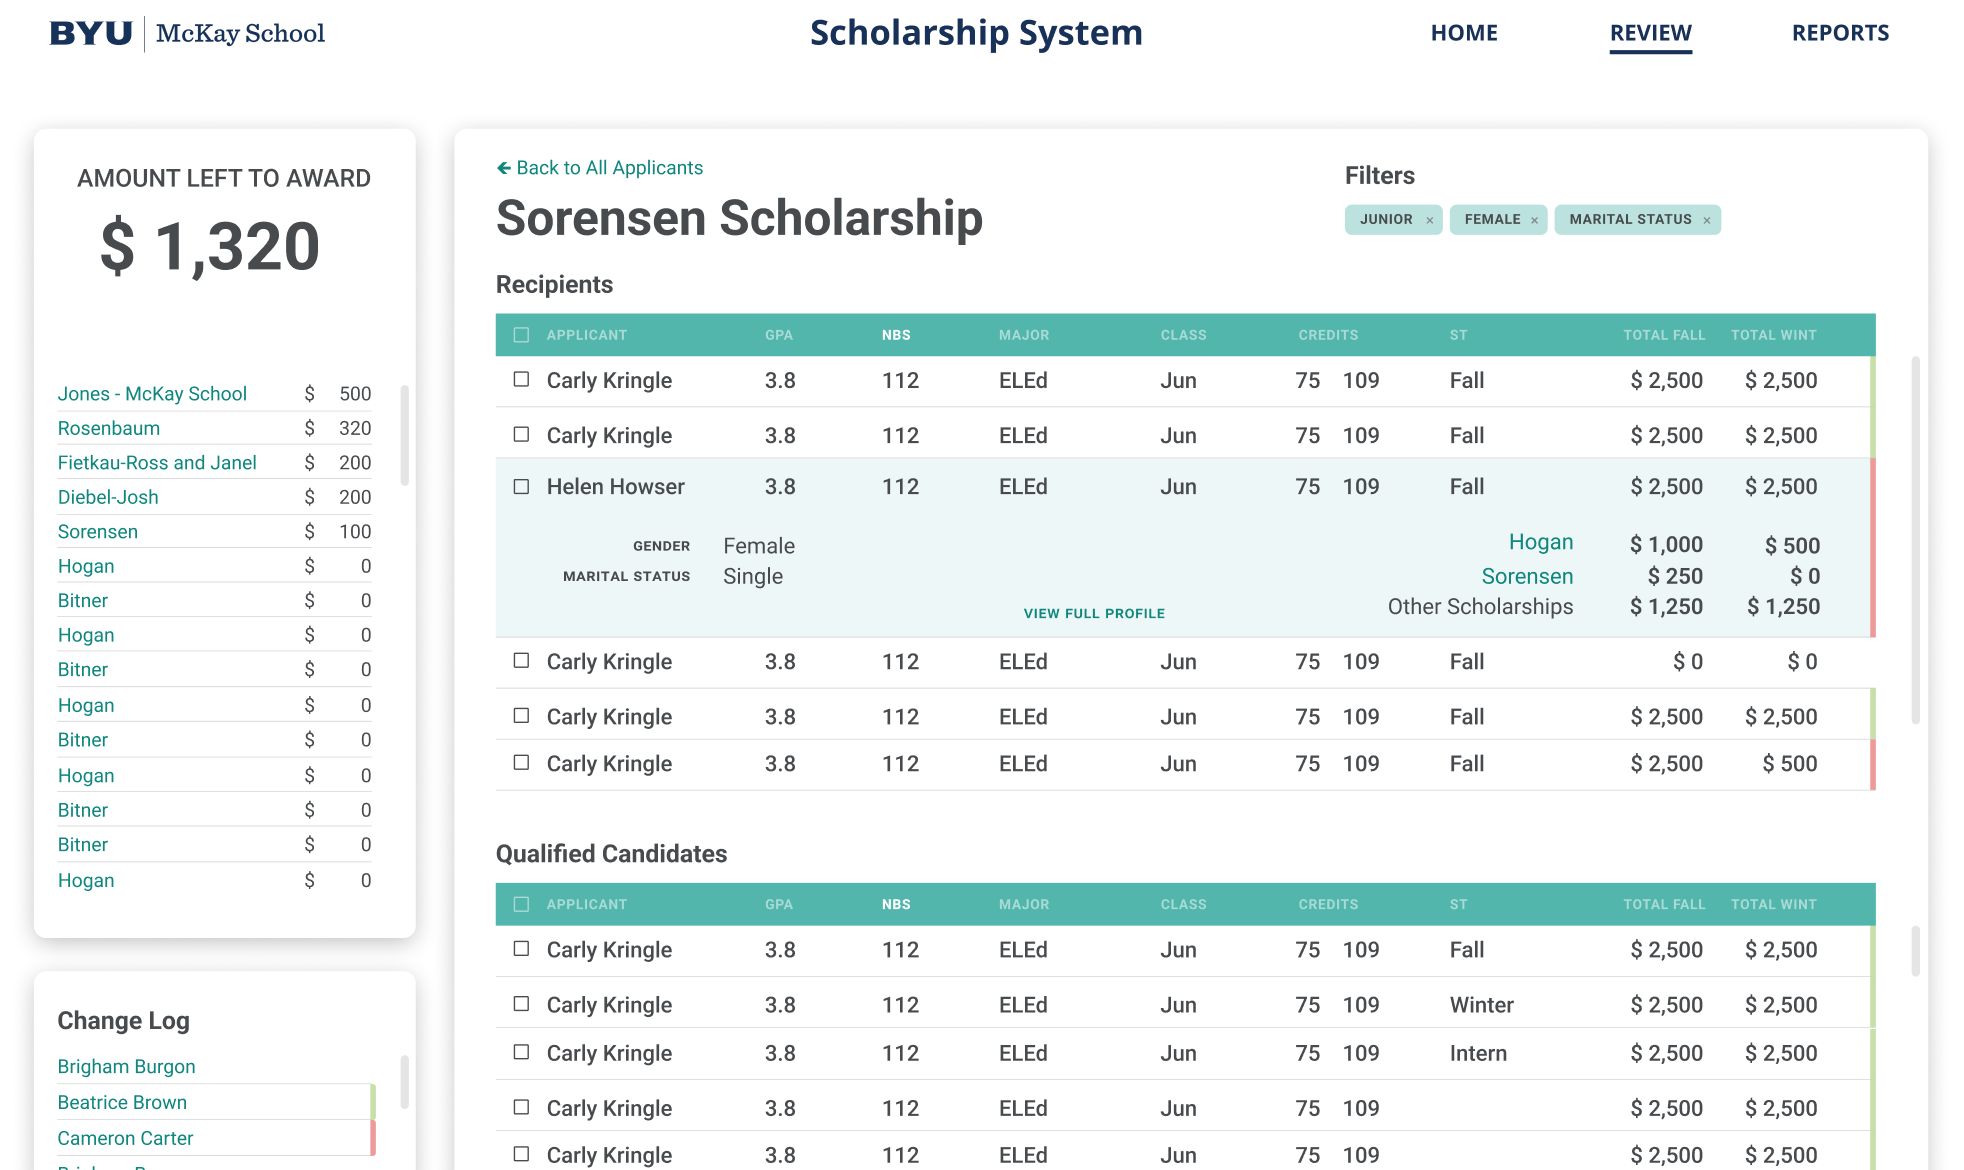 BYU McKay School
Scholarship System
HOME REVIEW REPORTS
AMOUNT LEFT TO AWARD
$ 1,320
Jones - McKay School $ 500
Rosenbaum $ 320
Fietkau-Ross and Janel $ 200
Diebel-Josh $ 200
Sorensen $ 100
Hogan $ 0
Bitner $ 0
Hogan $ 0
Bitner $ 0
Hogan $ 0
Bitner $ 0
Hogan $ 0
Bitner $ 0
Bitner $ 0
Hogan $ 0
Change Log
Brigham Burgon
Beatrice Brown
Cameron Carter
← Back to All Applicants
Sorensen Scholarship
Filters
JUNIOR × FEMALE × MARITAL STATUS ×
Recipients
APPLICANT GPA NBS MAJOR CLASS CREDITS ST TOTAL FALL TOTAL WINT
Carly Kringle 3.8 112 ELEd Jun 75 109 Fall $ 2,500 $ 2,500
Carly Kringle 3.8 112 ELEd Jun 75 109 Fall $ 2,500 $ 2,500
Helen Howser 3.8 112 ELEd Jun 75 109 Fall $ 2,500 $ 2,500
GENDER Female Hogan $ 1,000 $ 500
MARITAL STATUS Single Sorensen $ 250 $ 0
VIEW FULL PROFILE Other Scholarships $ 1,250 $ 1,250
Carly Kringle 3.8 112 ELEd Jun 75 109 Fall $ 0 $ 0
Carly Kringle 3.8 112 ELEd Jun 75 109 Fall $ 2,500 $ 2,500
Carly Kringle 3.8 112 ELEd Jun 75 109 Fall $ 2,500 $ 500
Qualified Candidates
APPLICANT GPA NBS MAJOR CLASS CREDITS ST TOTAL FALL TOTAL WINT
Carly Kringle 3.8 112 ELEd Jun 75 109 Fall $ 2,500 $ 2,500
Carly Kringle 3.8 112 ELEd Jun 75 109 Winter $ 2,500 $ 2,500
Carly Kringle 3.8 112 ELEd Jun 75 109 Intern $ 2,500 $ 2,500
Carly Kringle 3.8 112 ELEd Jun 75 109 $ 2,500 $ 2,500
Carly Kringle 3.8 112 ELEd Jun 75 109 $ 2,500 $ 2,500